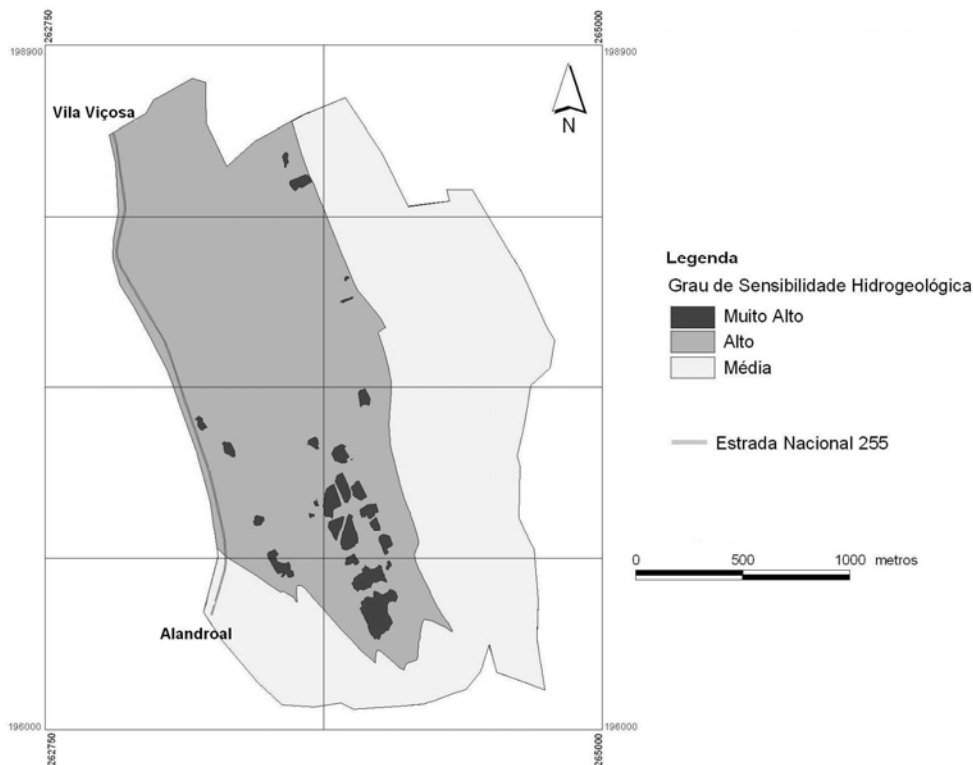 262750
265000
198900
198900
Vila Viçosa
N
Legenda
Grau de Sensibilidade Hidrogeológica
Muito Alto
Alto
Média
Estrada Nacional 255
0 500 1000 metros
Alandroal
196000
196000
262750
265000